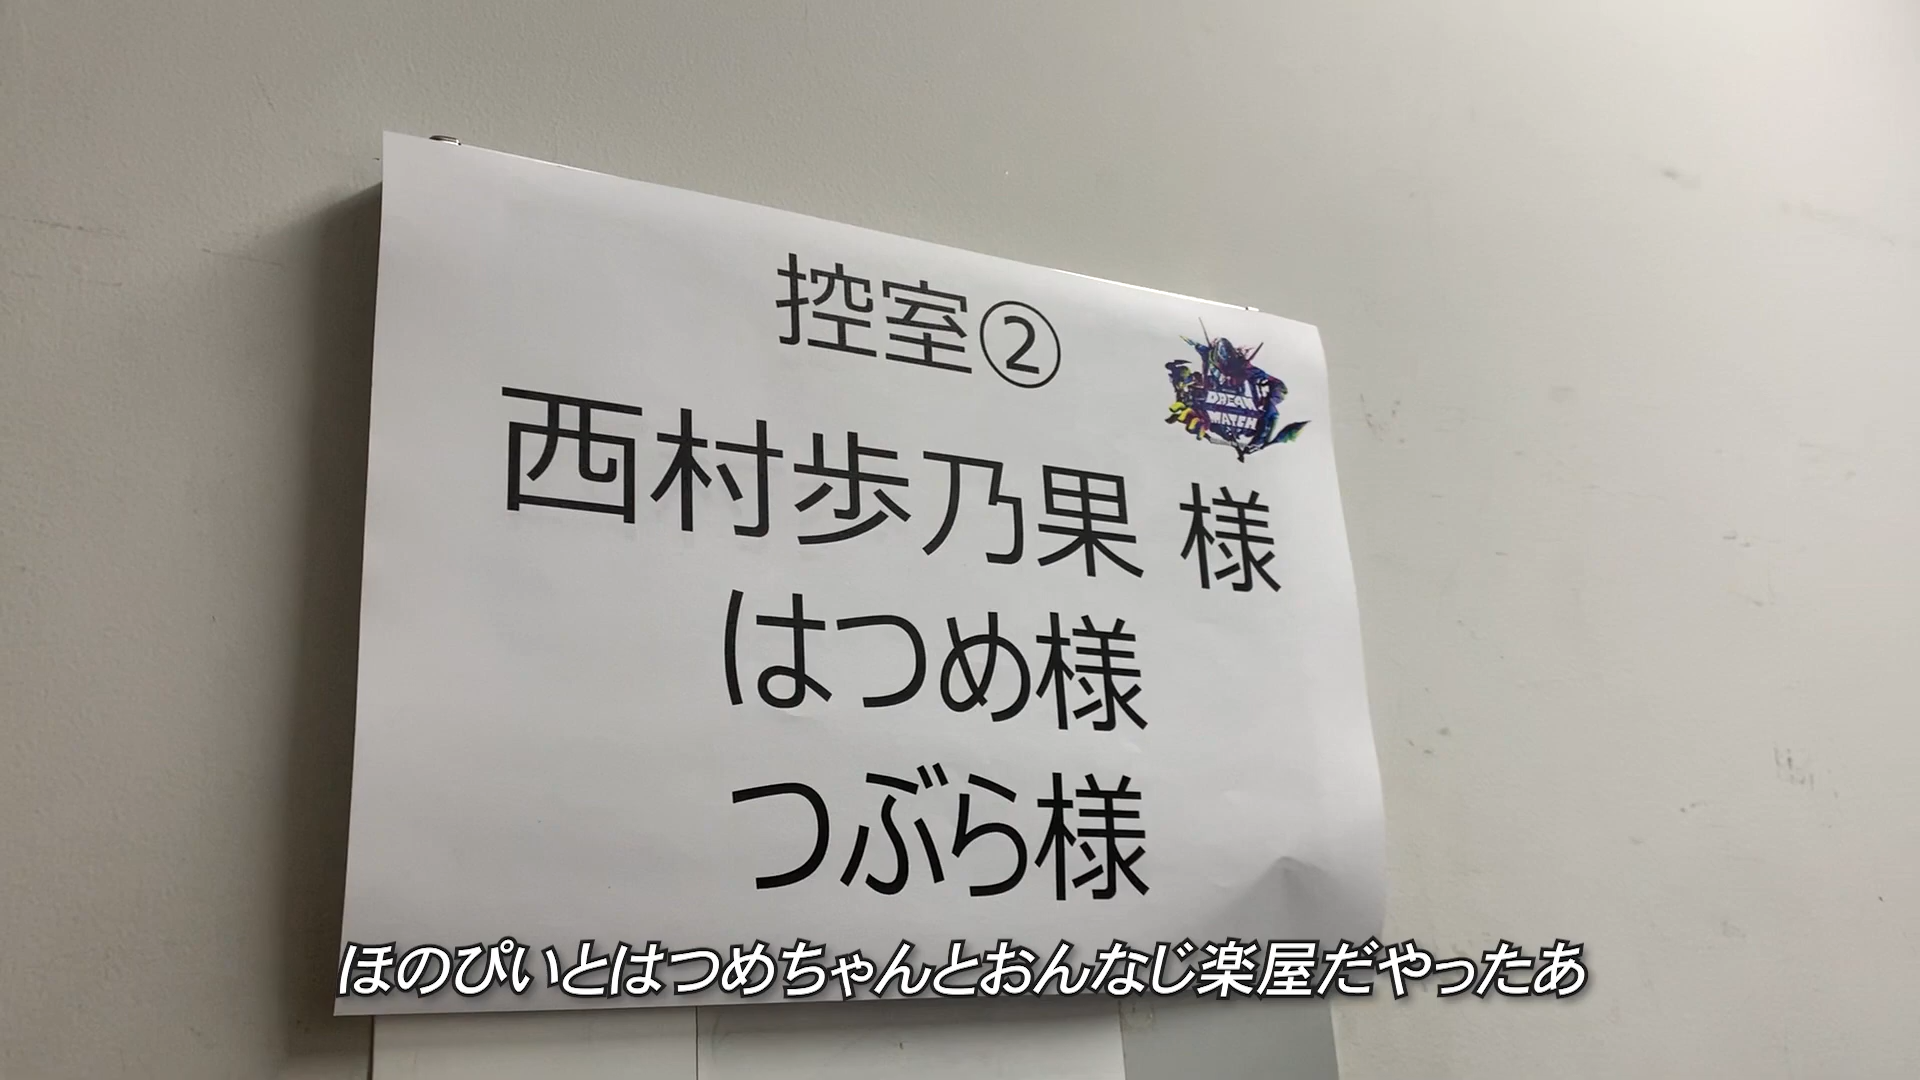 控室②
DREAM
MATCH
西村歩乃果 様
はつめ様
つぶら様
ほのぴいとはつめちゃんとおんなじ楽屋だやったあ